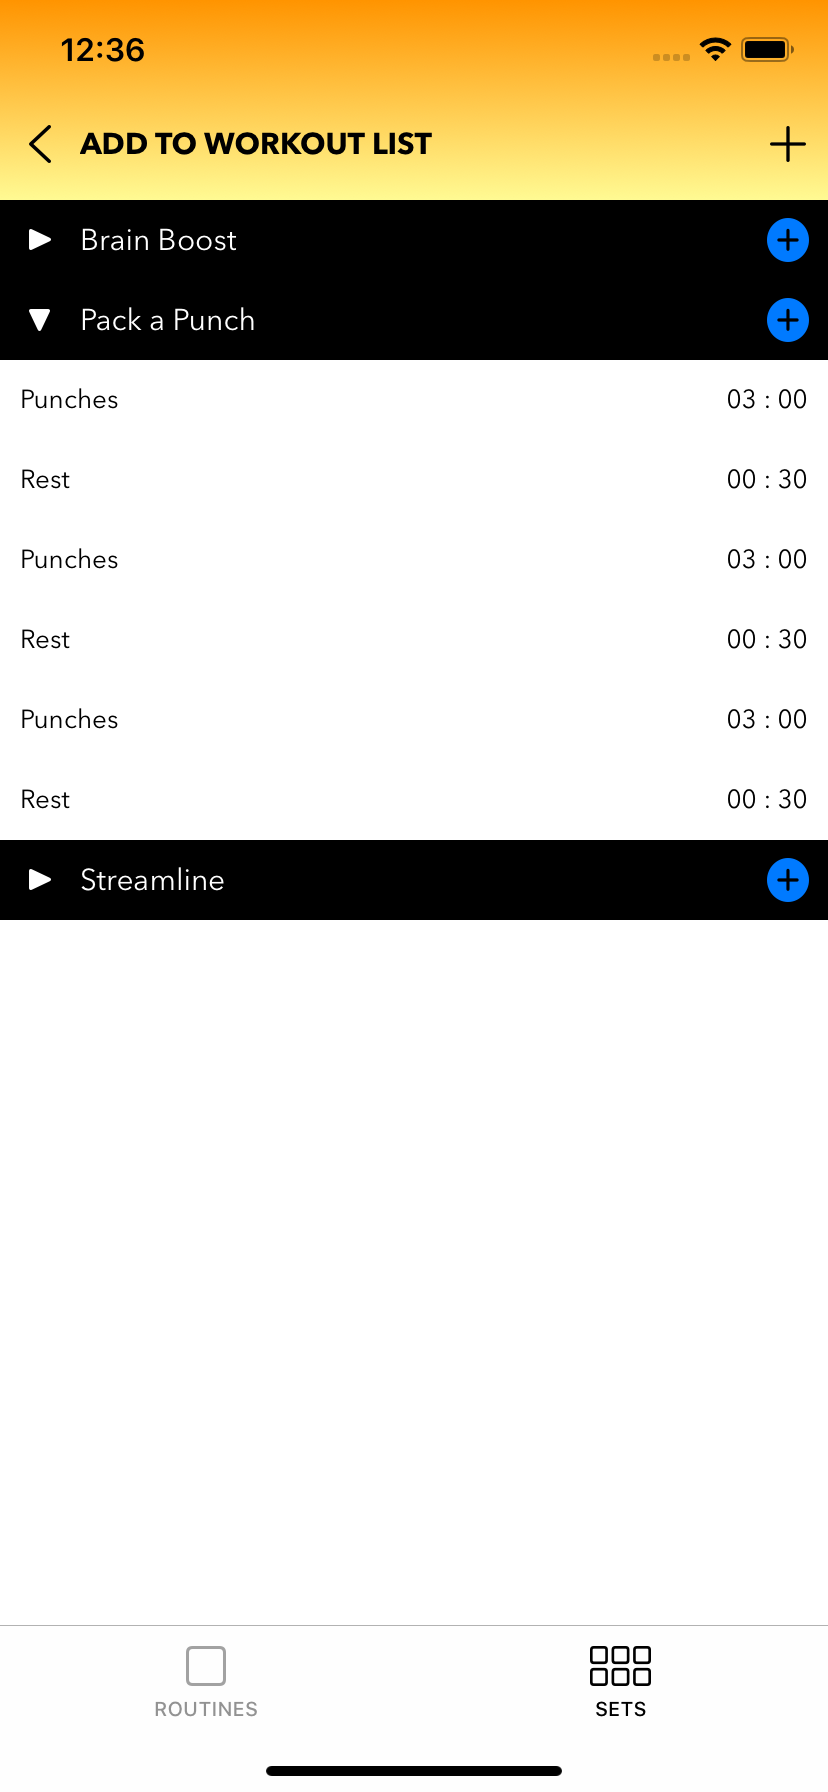 12:36
ADD TO WORKOUT LIST
Brain Boost
Pack a Punch
Punches 03 : 00
Rest 00 : 30
Punches 03 : 00
Rest 00 : 30
Punches 03 : 00
Rest 00 : 30
Streamline
ROUTINES SETS